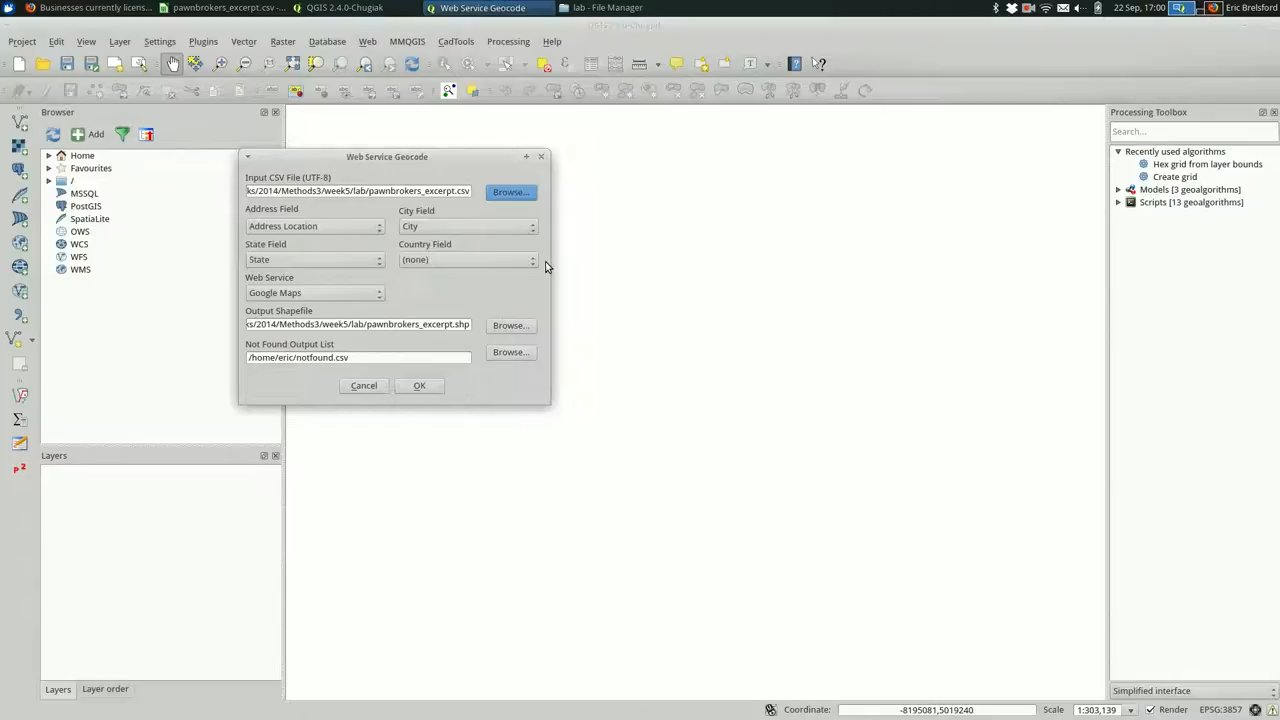 Businesses currently licens...
pawnbrokers_excerpt.csv -...
QGIS 2.4.0-Chugiak
Web Service Geocode
lab - File Manager
22 Sep, 17:00
Eric Brelsford
Project Edit View Layer Settings Plugins Vector Raster Database Web MMQGIS CadTools Processing Help
Browser
Add
Home
Favourites
/
MSSQL
PostGIS
SpatiaLite
OWS
WCS
WFS
WMS
Layers
Layers
Layer order
Web Service Geocode
Input CSV File (UTF-8)
ks/2014/Methods3/week5/lab/pawnbrokers_excerpt.csv
Browse...
Address Field
City Field
Address Location
City
State Field
Country Field
State
(none)
Web Service
Google Maps
Output Shapefile
ks/2014/Methods3/week5/lab/pawnbrokers_excerpt.shp
Browse...
Not Found Output List
/home/eric/notfound.csv
Browse...
Cancel
OK
Processing Toolbox
Search...
Recently used algorithms
Hex grid from layer bounds
Create grid
Models [3 geoalgorithms]
Scripts [13 geoalgorithms]
Simplified interface
Coordinate:
-8195081,5019240
Scale
1:303,139
Render
EPSG:3857